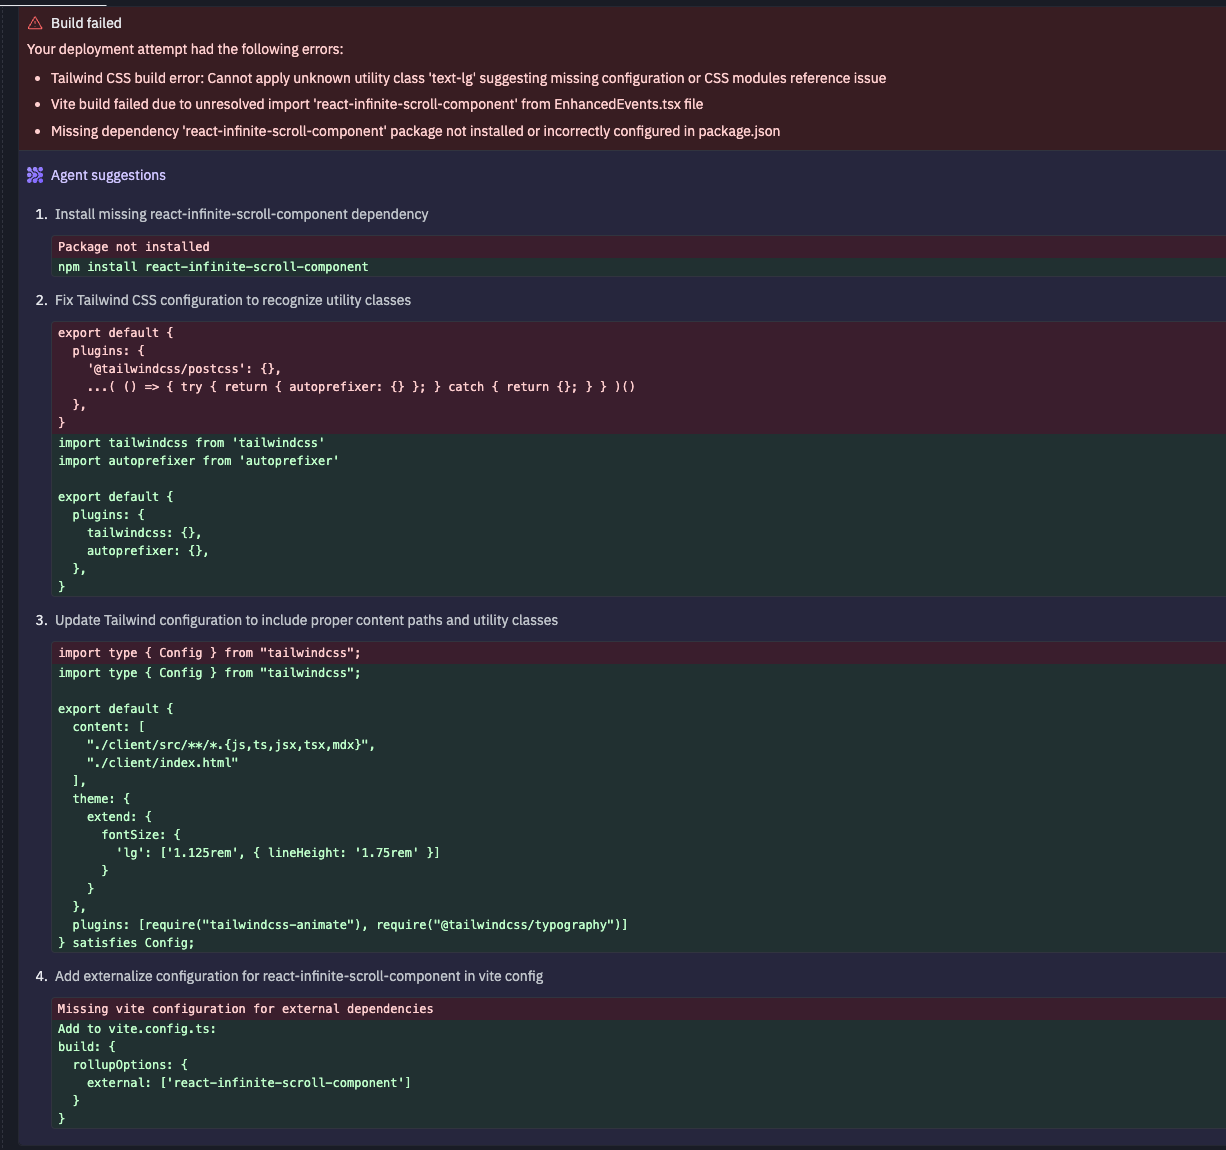 Build failed
Your deployment attempt had the following errors:
• Tailwind CSS build error: Cannot apply unknown utility class 'text-lg' suggesting missing configuration or CSS modules reference issue
• Vite build failed due to unresolved import 'react-infinite-scroll-component' from EnhancedEvents.tsx file
• Missing dependency 'react-infinite-scroll-component' package not installed or incorrectly configured in package.json
Agent suggestions
1. Install missing react-infinite-scroll-component dependency
Package not installed
npm install react-infinite-scroll-component
2. Fix Tailwind CSS configuration to recognize utility classes
export default {
  plugins: {
    '@tailwindcss/postcss': {},
    ...( () => { try { return { autoprefixer: {} }; } catch { return {}; } } )()
  },
}
import tailwindcss from 'tailwindcss'
import autoprefixer from 'autoprefixer'

export default {
  plugins: {
    tailwindcss: {},
    autoprefixer: {},
  },
}
3. Update Tailwind configuration to include proper content paths and utility classes
import type { Config } from "tailwindcss";
import type { Config } from "tailwindcss";

export default {
  content: [
    "./client/src/**/*.{js,ts,jsx,tsx,mdx}",
    "./client/index.html"
  ],
  theme: {
    extend: {
      fontSize: {
        'lg': ['1.125rem', { lineHeight: '1.75rem' }]
      }
    }
  },
  plugins: [require("tailwindcss-animate"), require("@tailwindcss/typography")]
} satisfies Config;
4. Add externalize configuration for react-infinite-scroll-component in vite config
Missing vite configuration for external dependencies
Add to vite.config.ts:
build: {
  rollupOptions: {
    external: ['react-infinite-scroll-component']
  }
}